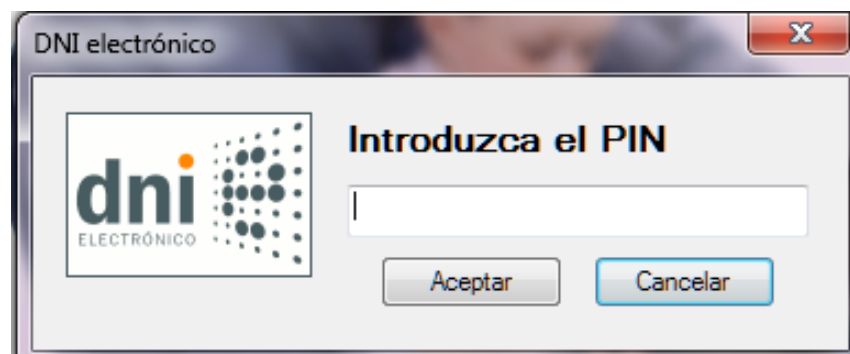 DNI electrónico
Introduzca el PIN
dni
ELECTRÓNICO
Aceptar
Cancelar